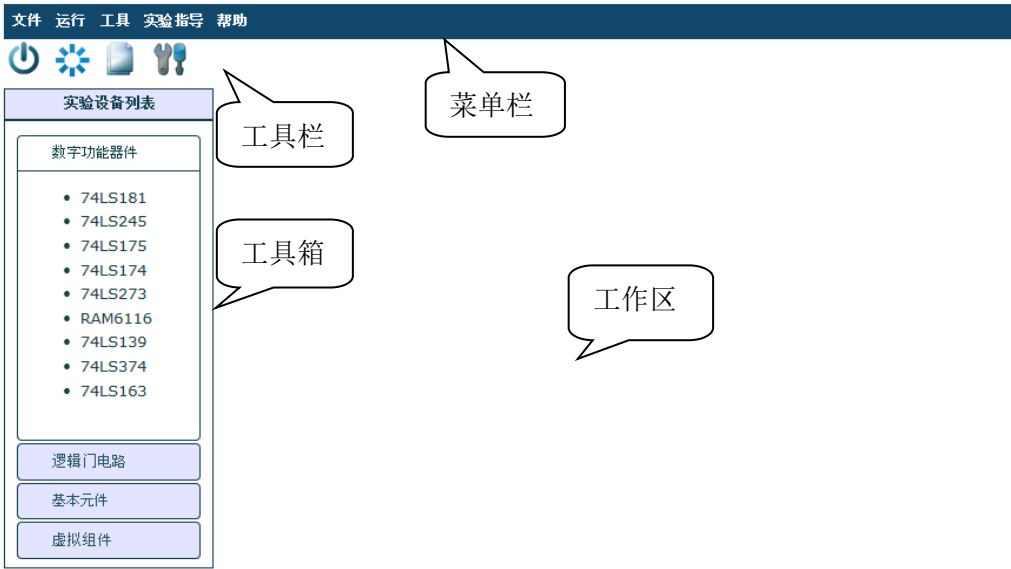 文件 运行 工具 实验指导 帮助
菜单栏
工具栏
实验设备列表
数字功能器件
74LS181
74LS245
74LS175
74LS174
74LS273
RAM6116
74LS139
74LS374
74LS163
工具箱
工作区
逻辑门电路
基本元件
虚拟组件